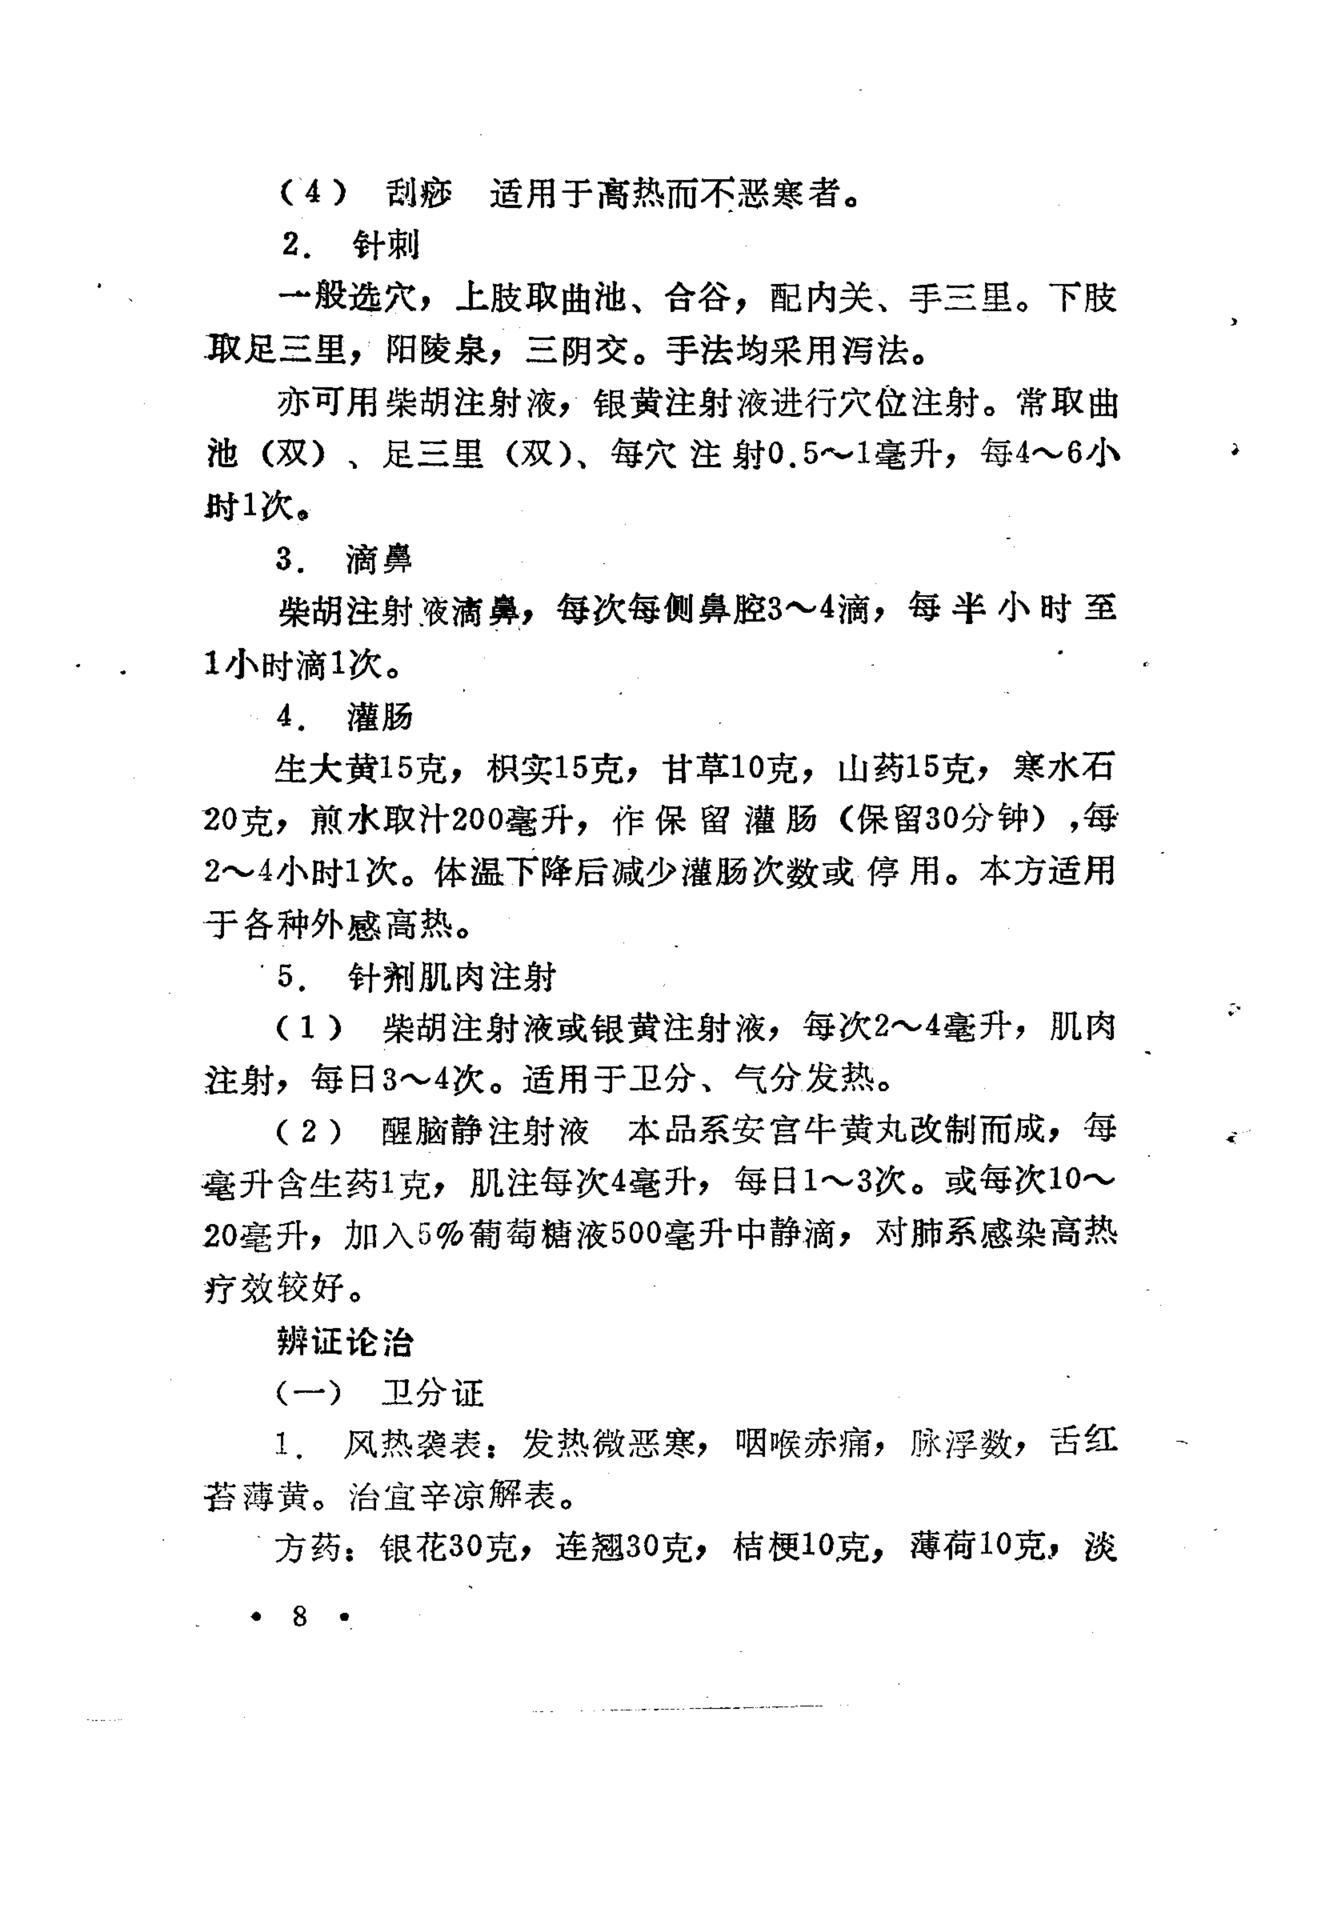 （4） 刮痧　适用于高热而不恶寒者。
2． 针刺
一般选穴，上肢取曲池、合谷，配内关、手三里。下肢
取足三里，阳陵泉，三阴交。手法均采用泻法。
亦可用柴胡注射液，银黄注射液进行穴位注射。常取曲
池（双）、足三里（双）、每穴注射0.5～1毫升，每4～6小
时1次。
3． 滴鼻
柴胡注射液滴鼻，每次每侧鼻腔3～4滴，每半小时至
1小时滴1次。
4． 灌肠
生大黄15克，枳实15克，甘草10克，山药15克，寒水石
20克，煎水取汁200毫升，作保留灌肠（保留30分钟），每
2～4小时1次。体温下降后减少灌肠次数或停用。本方适用
于各种外感高热。
5． 针剂肌肉注射
（1） 柴胡注射液或银黄注射液，每次2～4毫升，肌肉
注射，每日3～4次。适用于卫分、气分发热。
（2） 醒脑静注射液　本品系安宫牛黄丸改制而成，每
毫升含生药1克，肌注每次4毫升，每日1～3次。或每次10～
20毫升，加入5%葡萄糖液500毫升中静滴，对肺系感染高热
疗效较好。
辨证论治
（一） 卫分证
1． 风热袭表：发热微恶寒，咽喉赤痛，脉浮数，舌红
苔薄黄。治宜辛凉解表。
方药：银花30克，连翘30克，桔梗10克，薄荷10克，淡
• 8 •